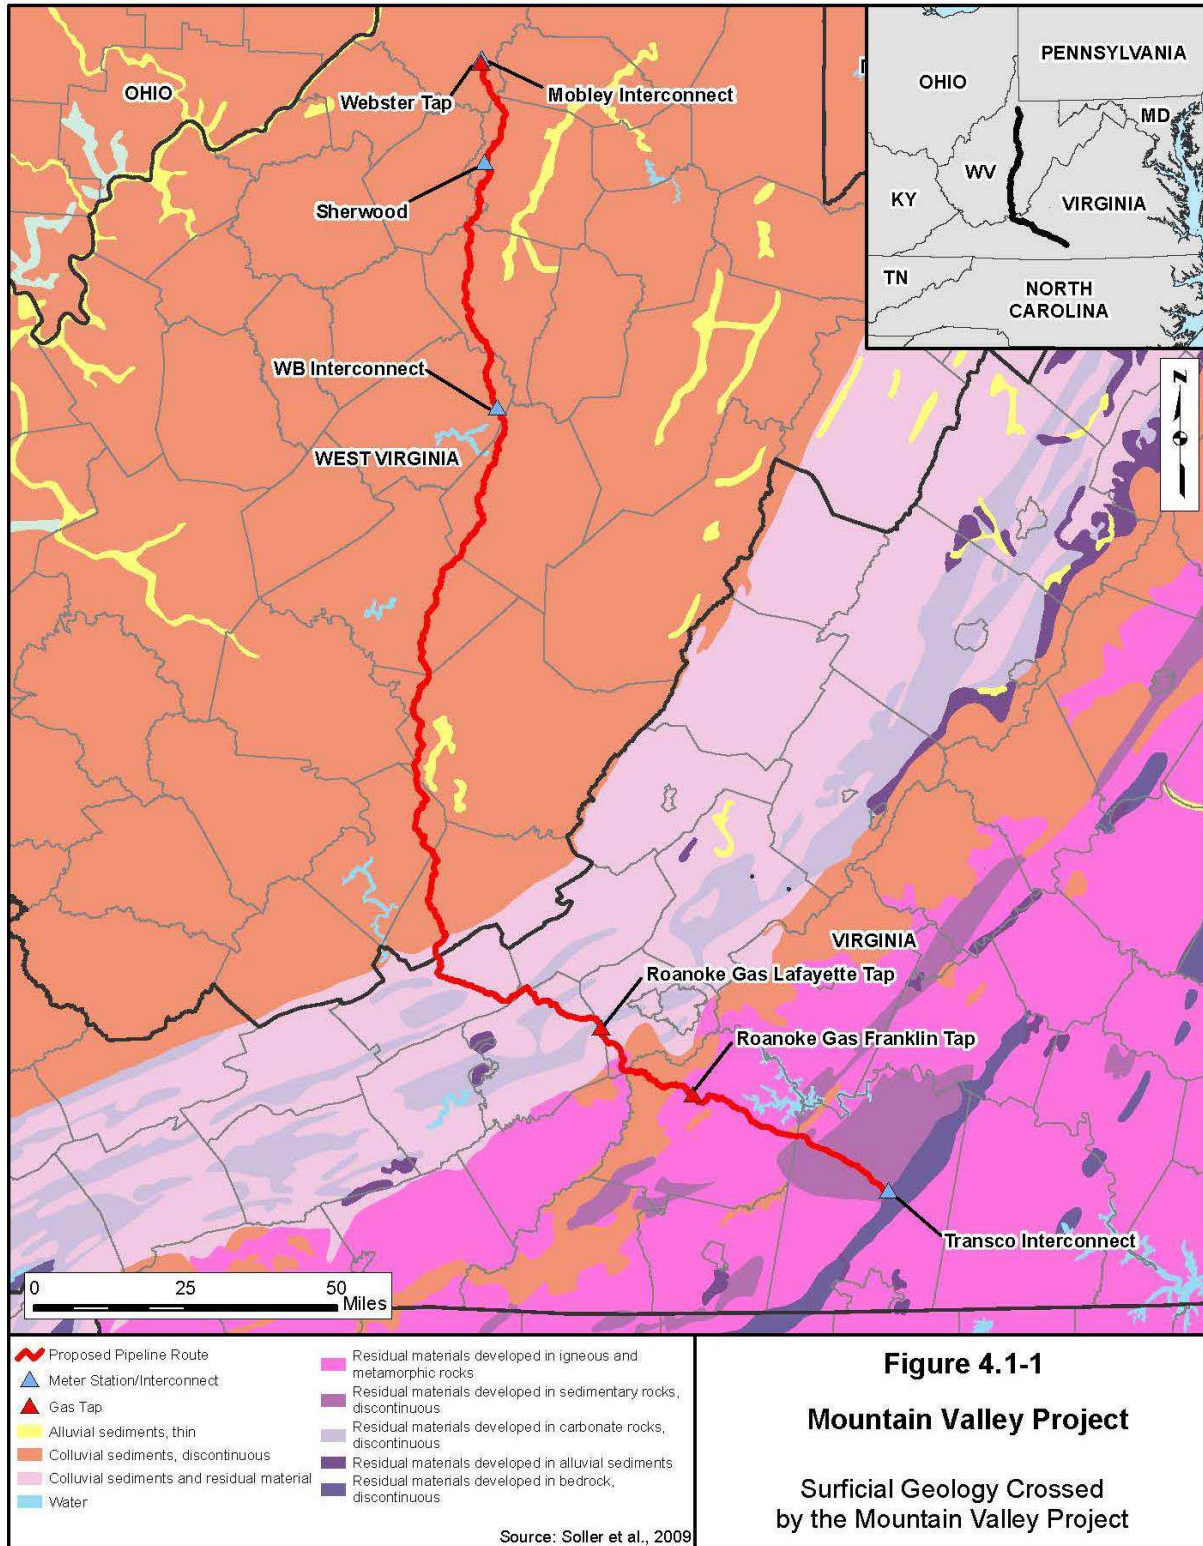 OHIO
Webster Tap
Mobley Interconnect
Sherwood
WB Interconnect
WEST VIRGINIA
PENNSYLVANIA
OHIO
MD
WV
KY
VIRGINIA
TN
NORTH
CAROLINA
N
VIRGINIA
Roanoke Gas Lafayette Tap
Roanoke Gas Franklin Tap
Transco Interconnect
0 25 50
Miles
Proposed Pipeline Route
Meter Station/Interconnect
Gas Tap
Alluvial sediments, thin
Colluvial sediments, discontinuous
Colluvial sediments and residual material
Water
Residual materials developed in igneous and
metamorphic rocks
Residual materials developed in sedimentary rocks,
discontinuous
Residual materials developed in carbonate rocks,
discontinuous
Residual materials developed in alluvial sediments
Residual materials developed in bedrock,
discontinuous
Source: Soller et al., 2009
Figure 4.1-1
Mountain Valley Project
Surficial Geology Crossed
by the Mountain Valley Project